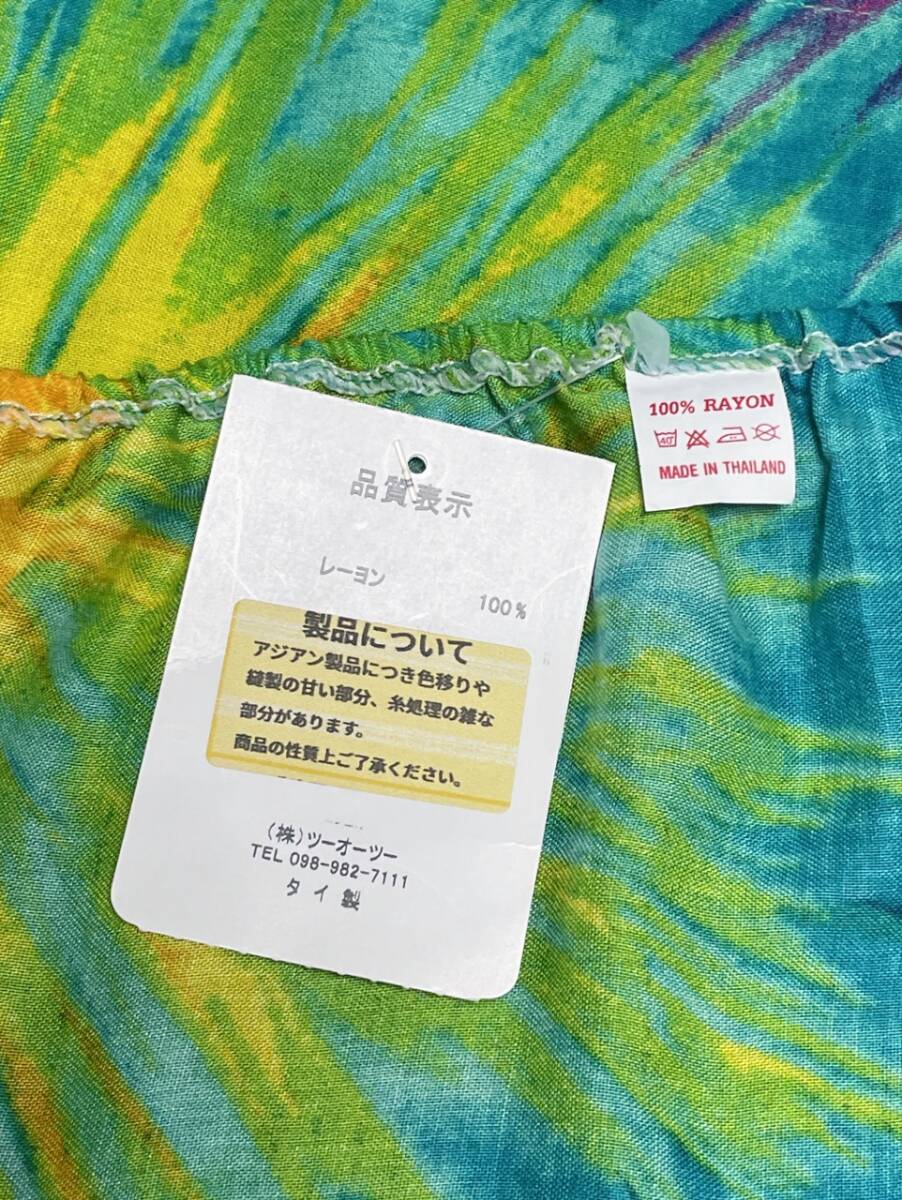 品質表示
レーヨン
100%
製品について
アジアン製品につき色移りや
縫製の甘い部分、糸処理の雑な
部分があります。
商品の性質上ご了承ください。
(株)ツーオーツー
TEL 098-982-7111
タイ製
100% RAYON
40
MADE IN THAILAND